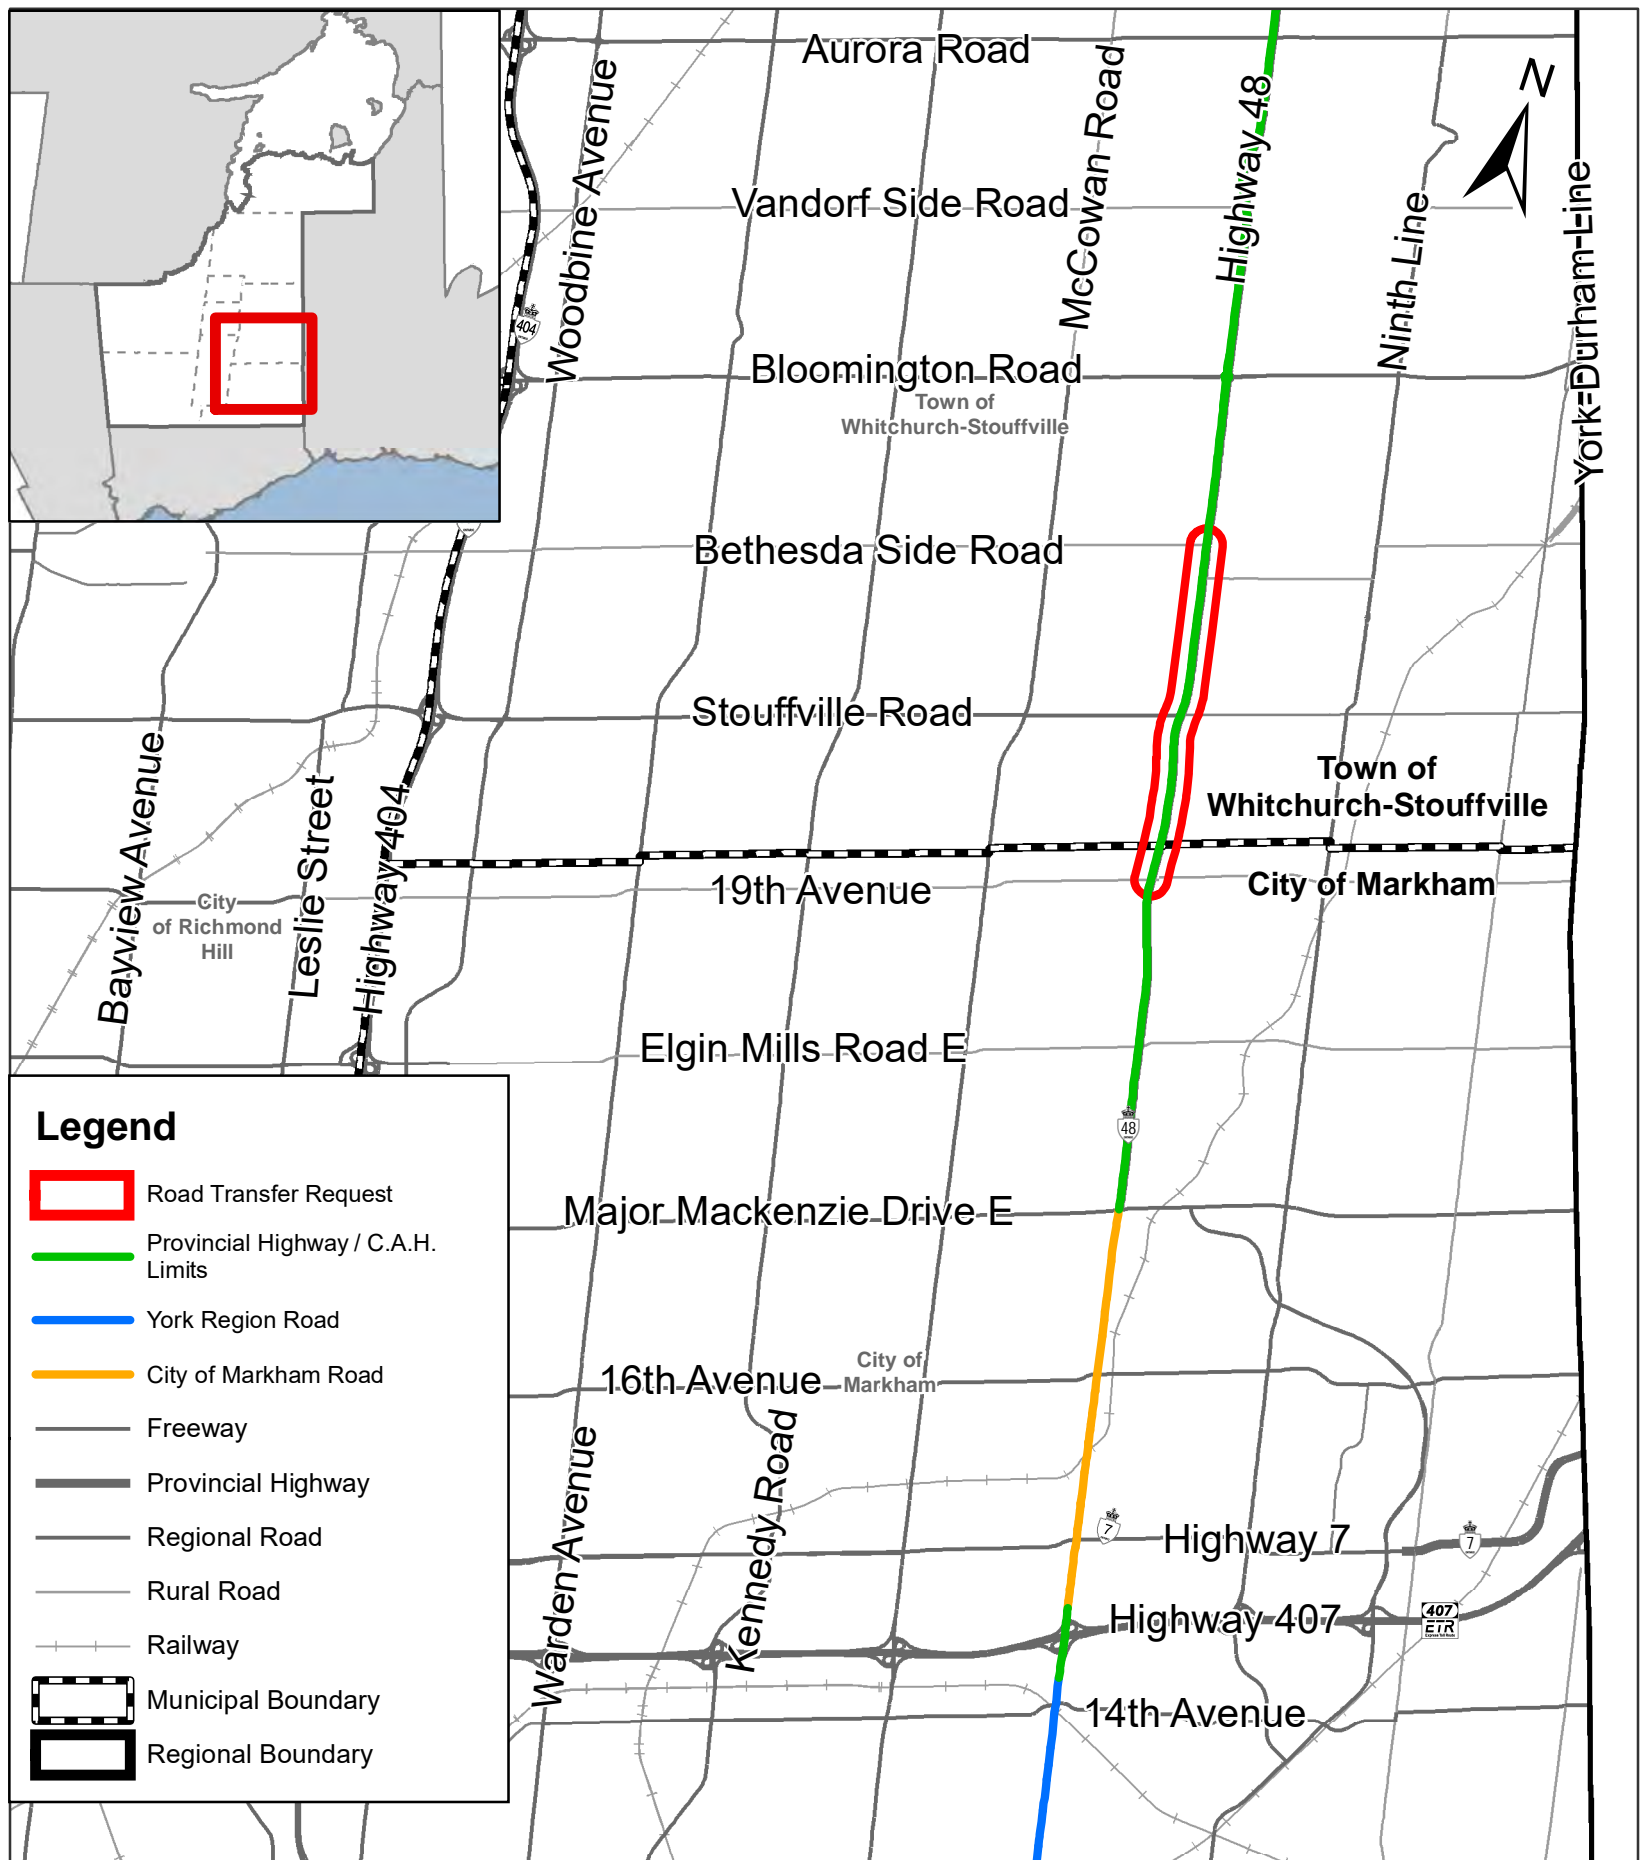 Aurora Road
Woodbine Avenue
McCowan Road
Highway 48
N
Vandorf Side Road
Ninth Line
York-Durham Line
404
Bloomington Road
Town of
Whitchurch-Stouffville
Bethesda Side Road
Stouffville Road
Bayview Avenue
Leslie Street
Highway 404
Town of
Whitchurch-Stouffville
City of Markham
19th Avenue
City
of Richmond
Hill
Elgin Mills Road E
48
Major Mackenzie Drive E
16th Avenue
City of
Markham
Warden Avenue
Kennedy Road
7
Highway 7
7
Highway 407
407
ETR
14th Avenue
Legend
Road Transfer Request
Provincial Highway / C.A.H.
Limits
York Region Road
City of Markham Road
Freeway
Provincial Highway
Regional Road
Rural Road
Railway
Municipal Boundary
Regional Boundary